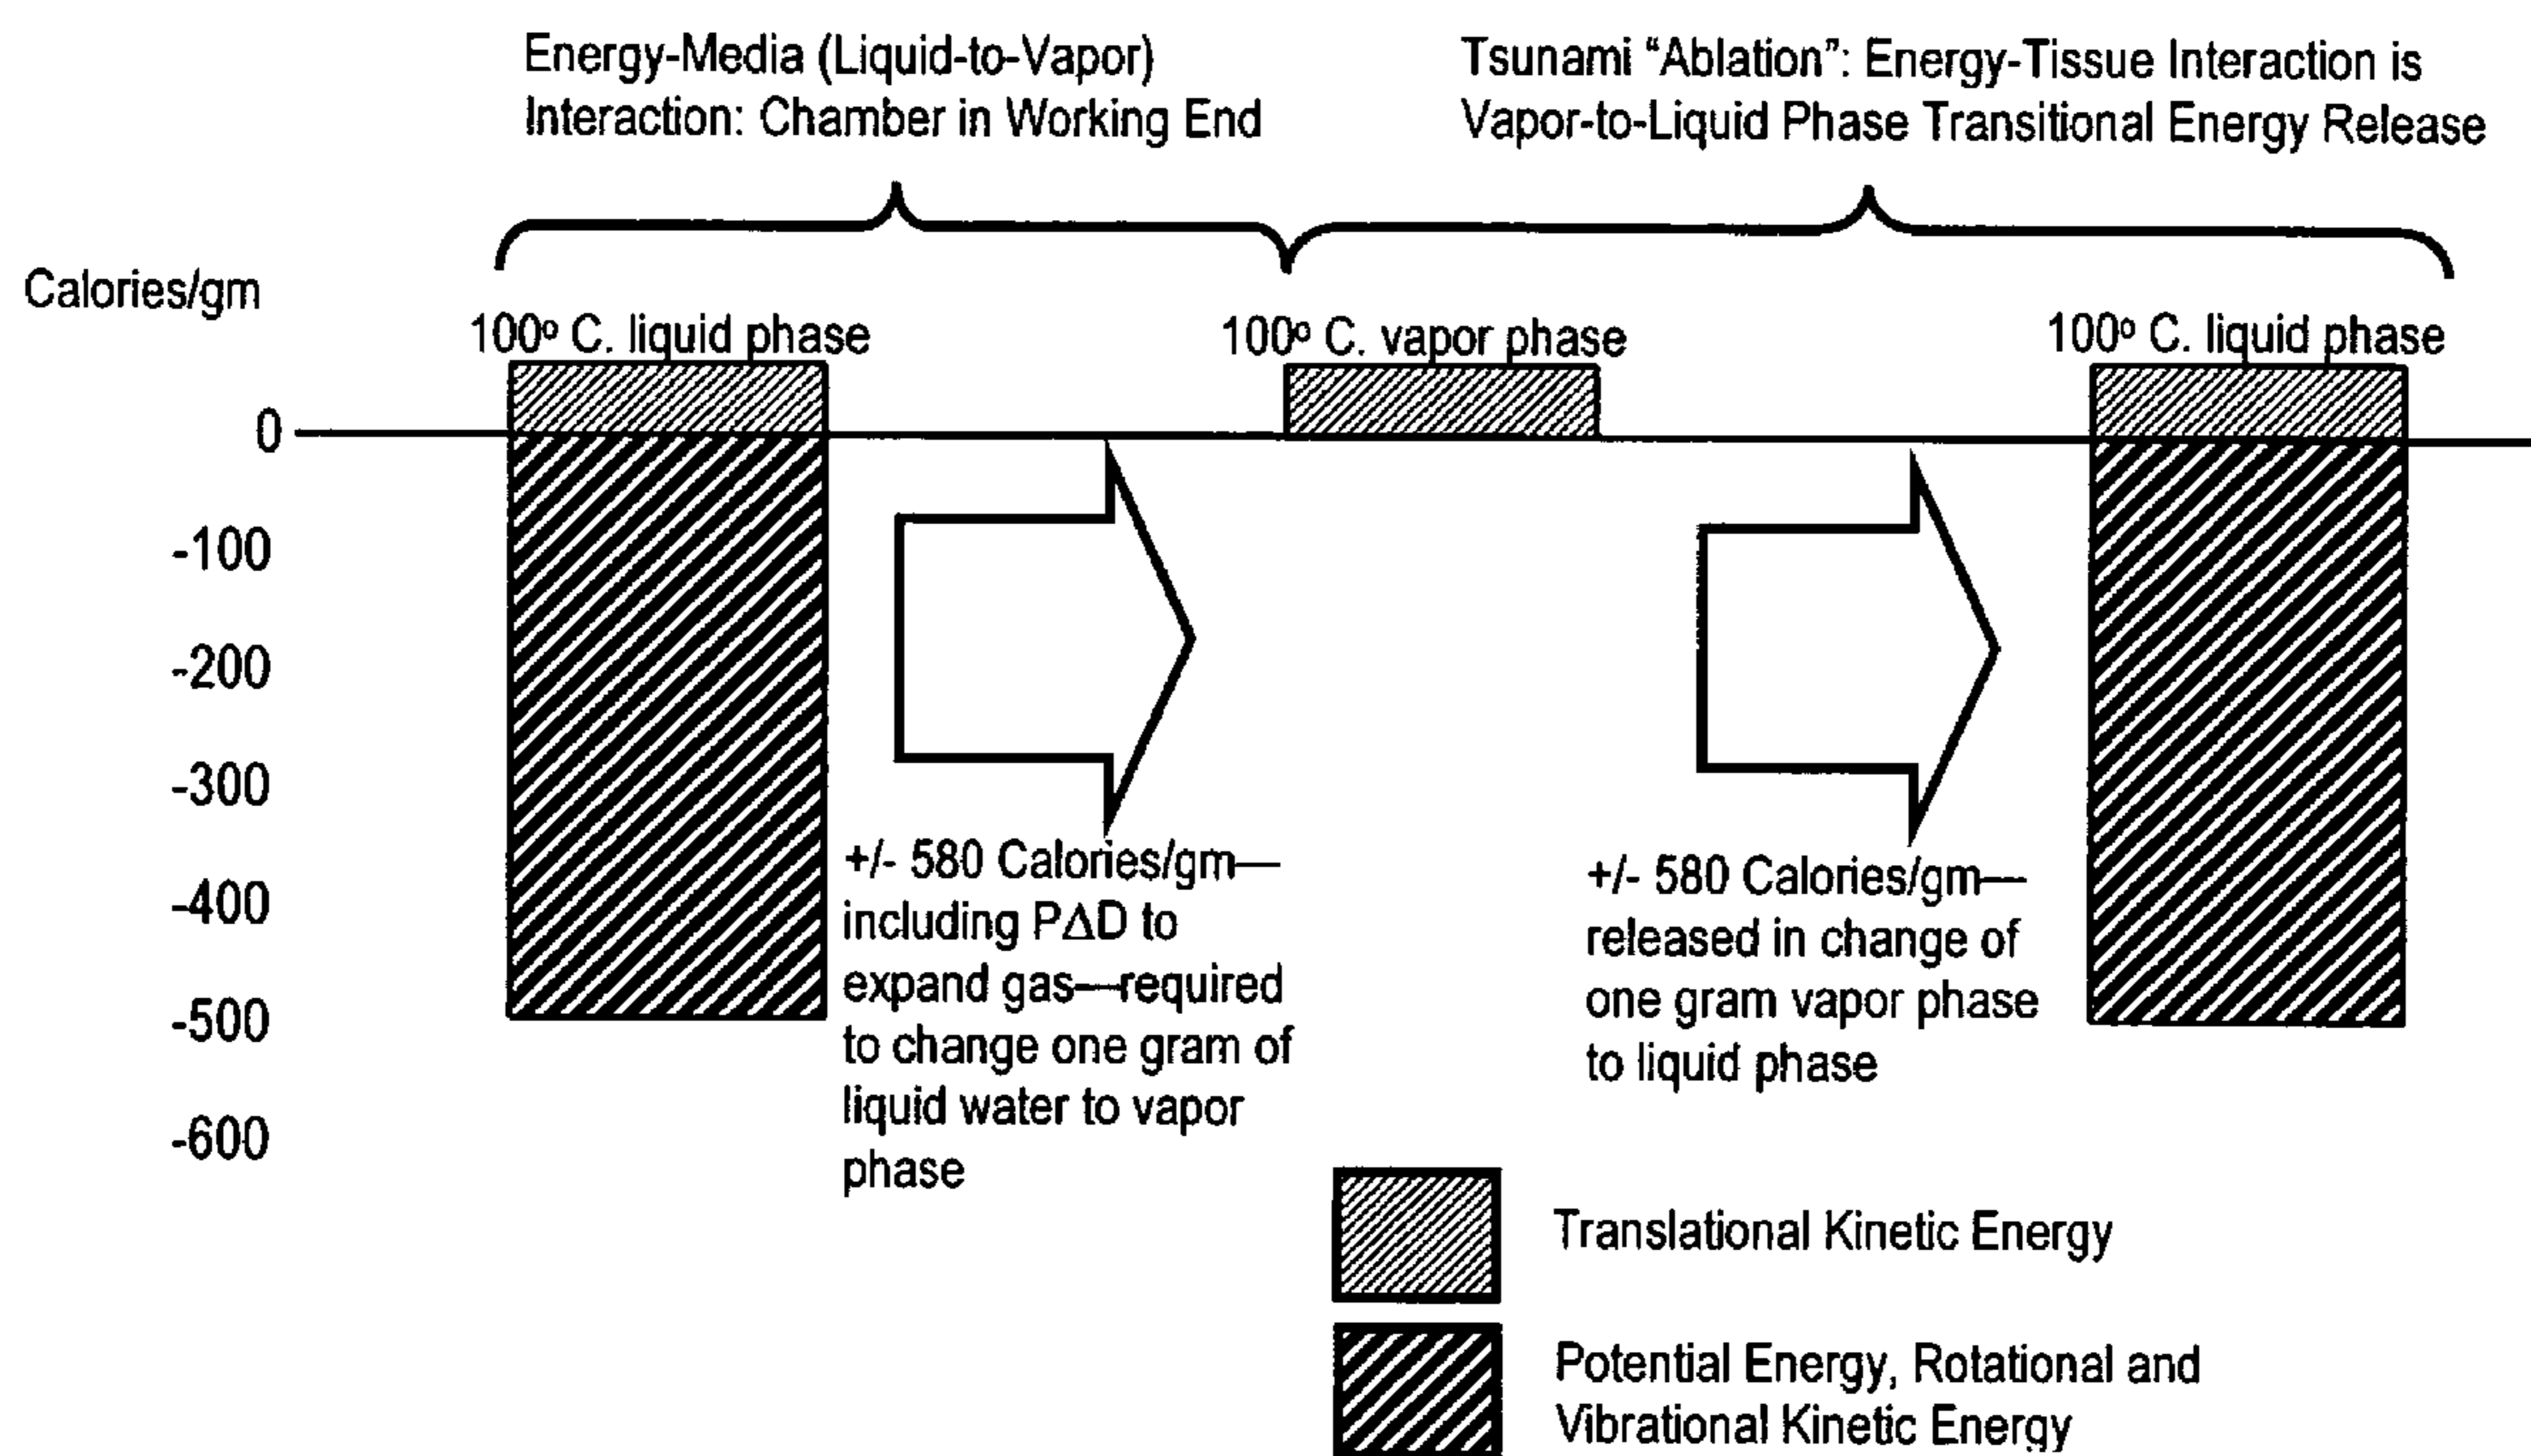 Energy-Media (Liquid-to-Vapor)
Interaction: Chamber in Working End
Tsunami “Ablation”: Energy-Tissue Interaction is
Vapor-to-Liquid Phase Transitional Energy Release
Calories/gm
100º C. liquid phase
100º C. vapor phase
100º C. liquid phase
0
-100
-200
-300
-400
-500
-600
+/- 580 Calories/gm—
including PΔD to
expand gas—required
to change one gram of
liquid water to vapor
phase
+/- 580 Calories/gm—
released in change of
one gram vapor phase
to liquid phase
Translational Kinetic Energy
Potential Energy, Rotational and
Vibrational Kinetic Energy